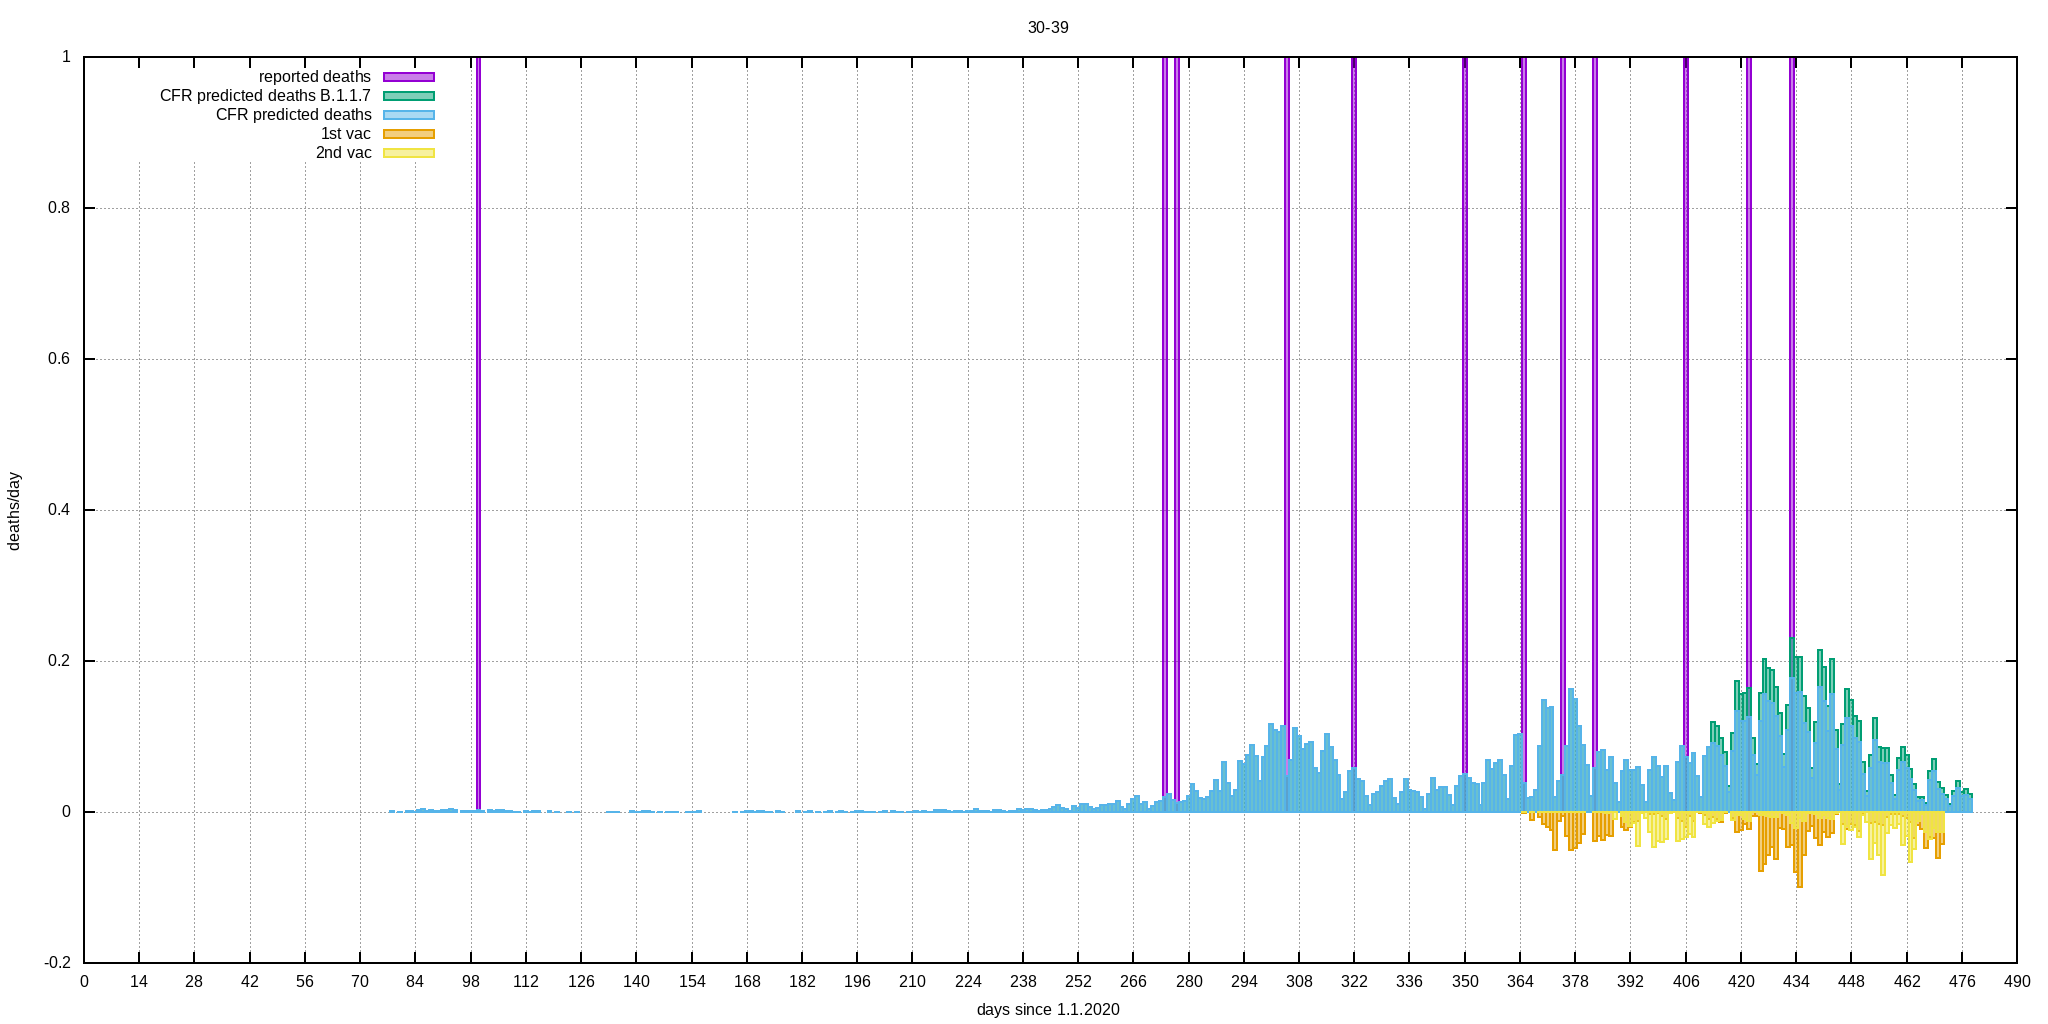 30-39
1
reported deaths
CFR predicted deaths B.1.1.7
CFR predicted deaths
1st vac
2nd vac
0.8
0.6
0.4
0.2
0
-0.2
deaths/day
0 14 28 42 56 70 84 98 112 126 140 154 168 182 196 210 224 238 252 266 280 294 308 322 336 350 364 378 392 406 420 434 448 462 476 490
days since 1.1.2020